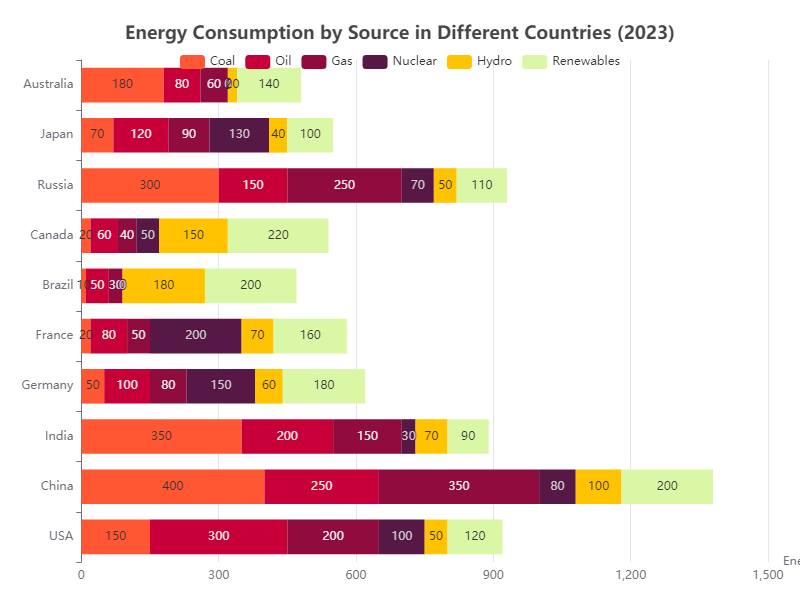 Energy Consumption by Source in Different Countries (2023)
Coal Oil Gas Nuclear Hydro Renewables
Australia 180 80 60 0 20 140
Japan 70 120 90 130 40 100
Russia 300 150 250 70 50 110
Canada 20 60 40 50 150 220
Brazil 10 50 30 0 180 200
France 20 80 50 200 70 160
Germany 50 100 80 150 60 180
India 350 200 150 30 70 90
China 400 250 350 80 100 200
USA 150 300 200 100 50 120
Ene
0 300 600 900 1,200 1,500